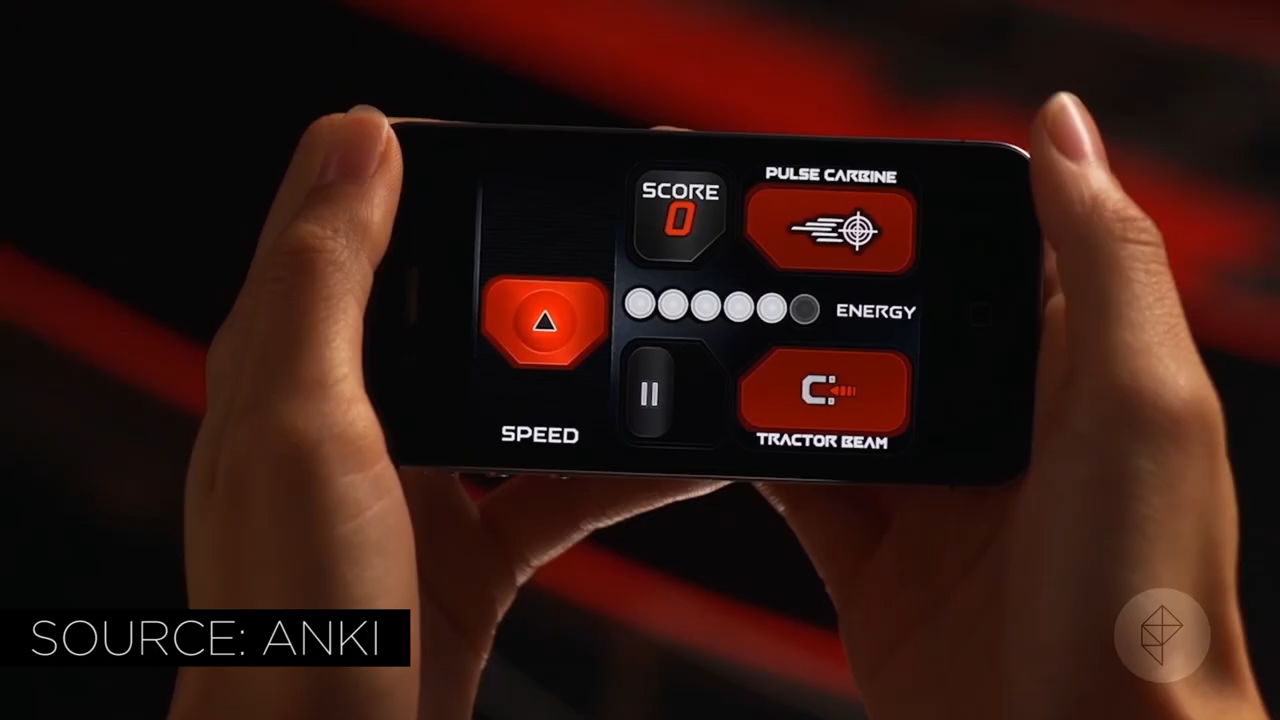 PULSE CARBINE
SCORE
0
ENERGY
SPEED
TRACTOR BEAM
SOURCE: ANKI